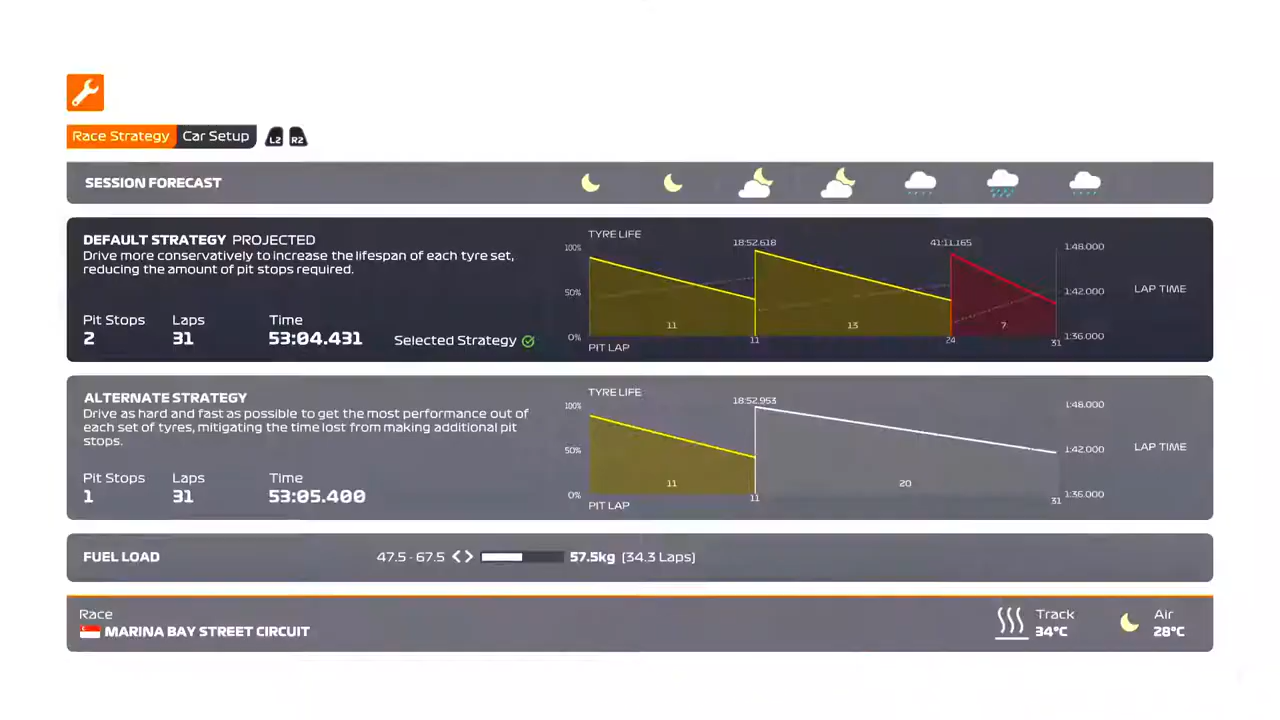 Race Strategy Car Setup L2 R2
SESSION FORECAST
DEFAULT STRATEGY PROJECTED
Drive more conservatively to increase the lifespan of each tyre set,
reducing the amount of pit stops required.
Pit Stops Laps Time
2 31 53:04.431 Selected Strategy
TYRE LIFE
18:52.618 41:11.165
100% 1:48.000
50% 1:42.000 LAP TIME
11 13 7
0% 11 24 31 1:36.000
PIT LAP
ALTERNATE STRATEGY
Drive as hard and fast as possible to get the most performance out of
each set of tyres, mitigating the time lost from making additional pit
stops.
Pit Stops Laps Time
1 31 53:05.400
TYRE LIFE
18:52.953
100% 1:48.000
50% 1:42.000 LAP TIME
11 20
0% 11 31 1:36.000
PIT LAP
FUEL LOAD 47.5 - 67.5 <> 57.5kg (34.3 Laps)
Race
MARINA BAY STREET CIRCUIT
Track
34°C
Air
28°C